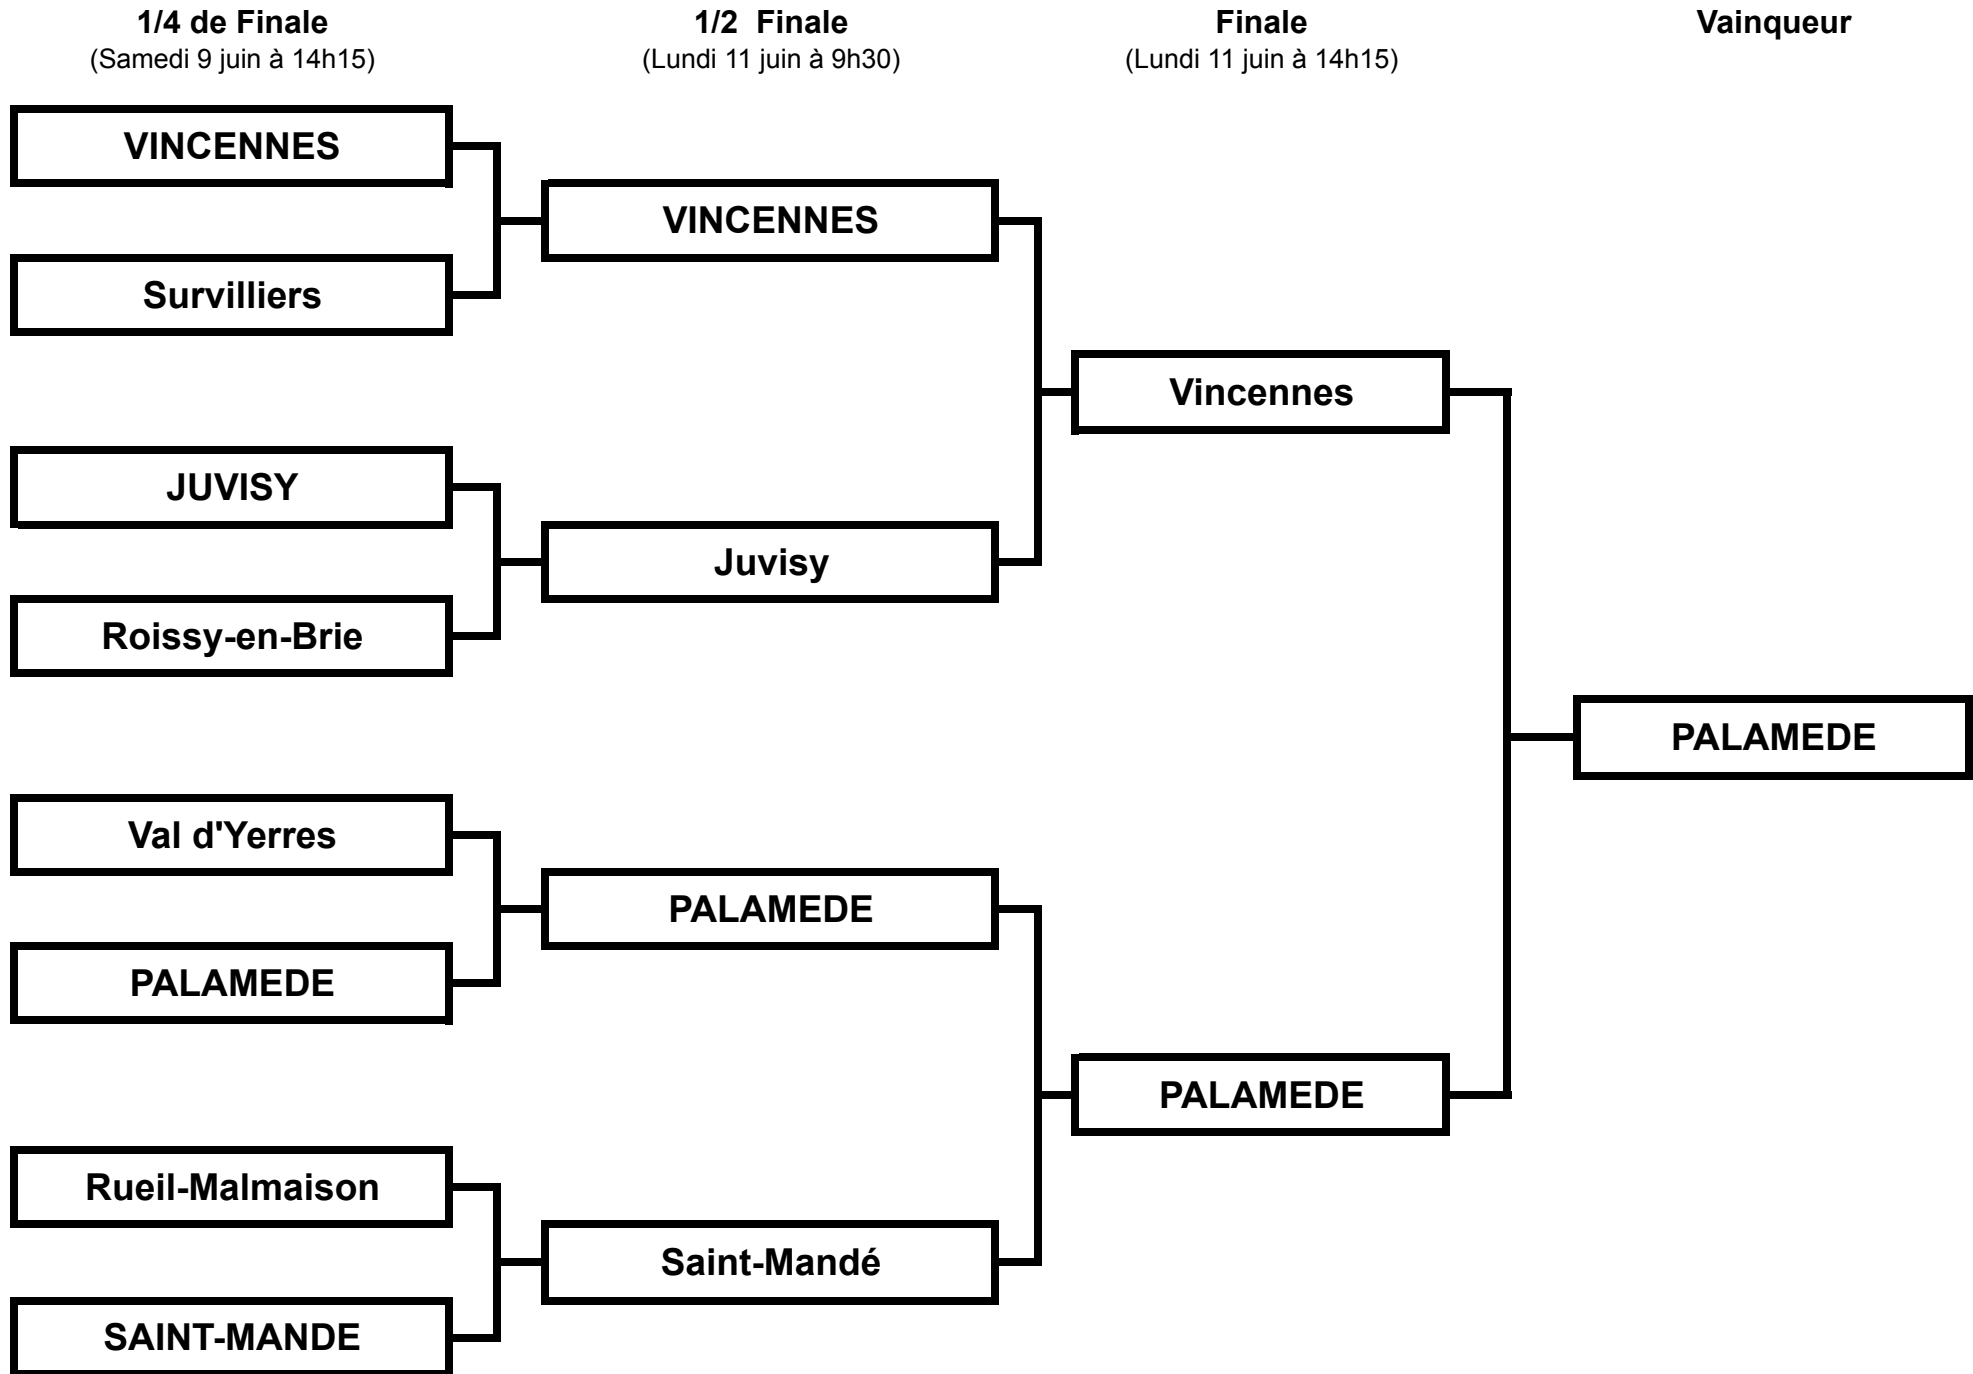 1/4 de Finale
(Samedi 9 juin à 14h15)
1/2  Finale
(Lundi 11 juin à 9h30)
Finale
(Lundi 11 juin à 14h15)
Vainqueur
VINCENNES
Survilliers
JUVISY
Roissy-en-Brie
Val d'Yerres
PALAMEDE
Rueil-Malmaison
SAINT-MANDE
VINCENNES
Juvisy
PALAMEDE
Saint-Mandé
Vincennes
PALAMEDE
PALAMEDE